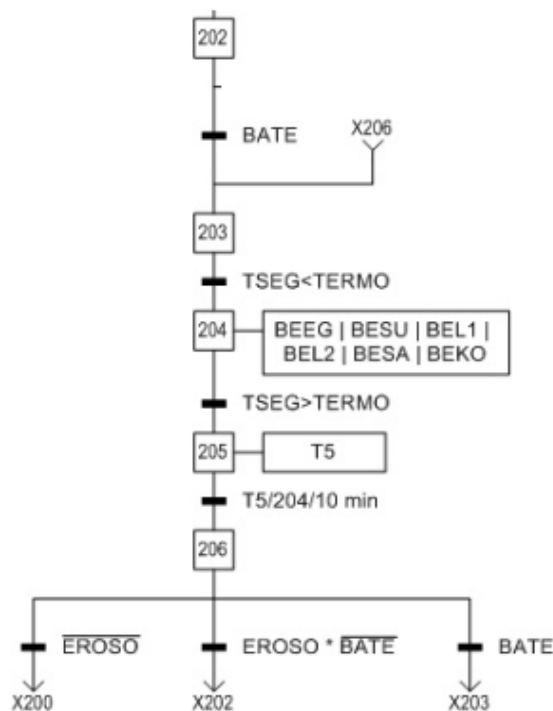 202
BATE
X206
203
TSEG<TERMO
204
BEEG | BESU | BEL1 |
BEL2 | BESA | BEKO
TSEG>TERMO
205
T5
T5/204/10 min
206
EROSO
EROSO * BATE
BATE
X200
X202
X203